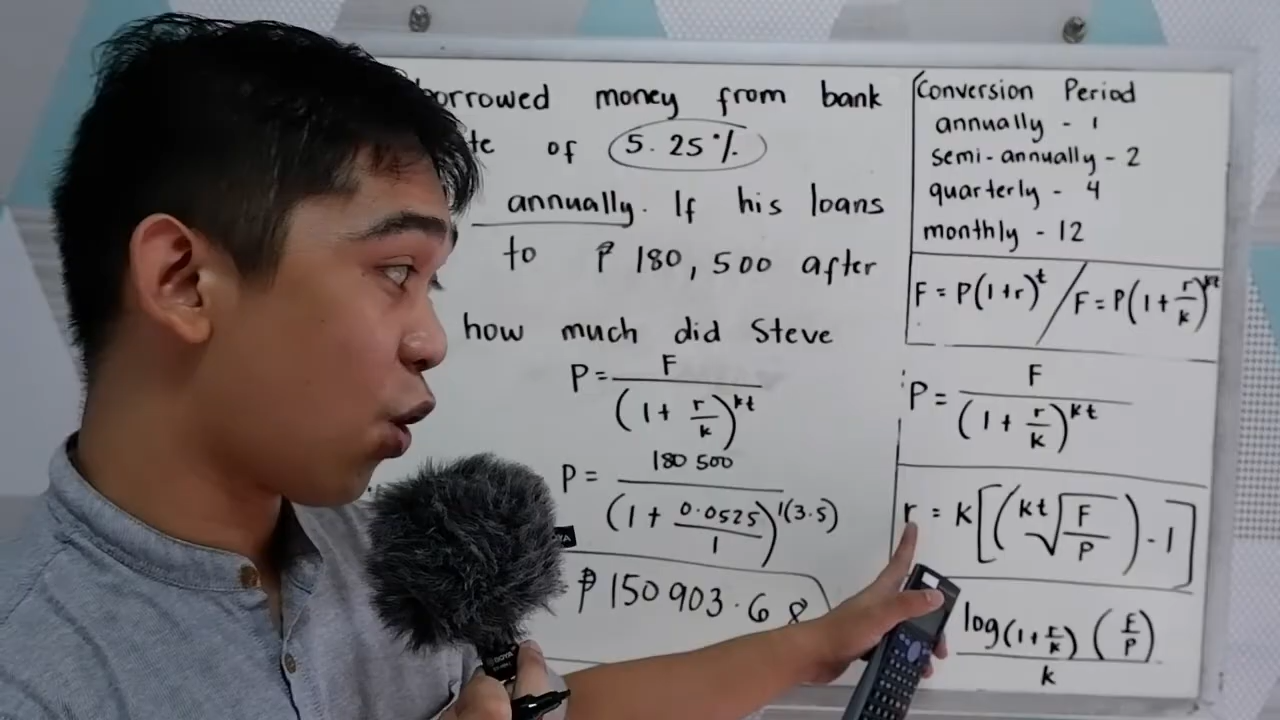 borrowed money from bank
of 5.25%
annually. If his loans
to ₱ 180,500 after
how much did Steve
P = F / (1 + r/k)^kt
P = 180 500 / (1 + 0.0525/1)^1(3.5)
₱ 150 903.68
Conversion Period
annually - 1
semi-annually - 2
quarterly - 4
monthly - 12
F = P(1+r)^t / F = P(1 + r/k)^kt
P = F / (1 + r/k)^kt
r = k[(kt√(F/P)) - 1]
log(1+r/k) (F/P) / k
BOYA